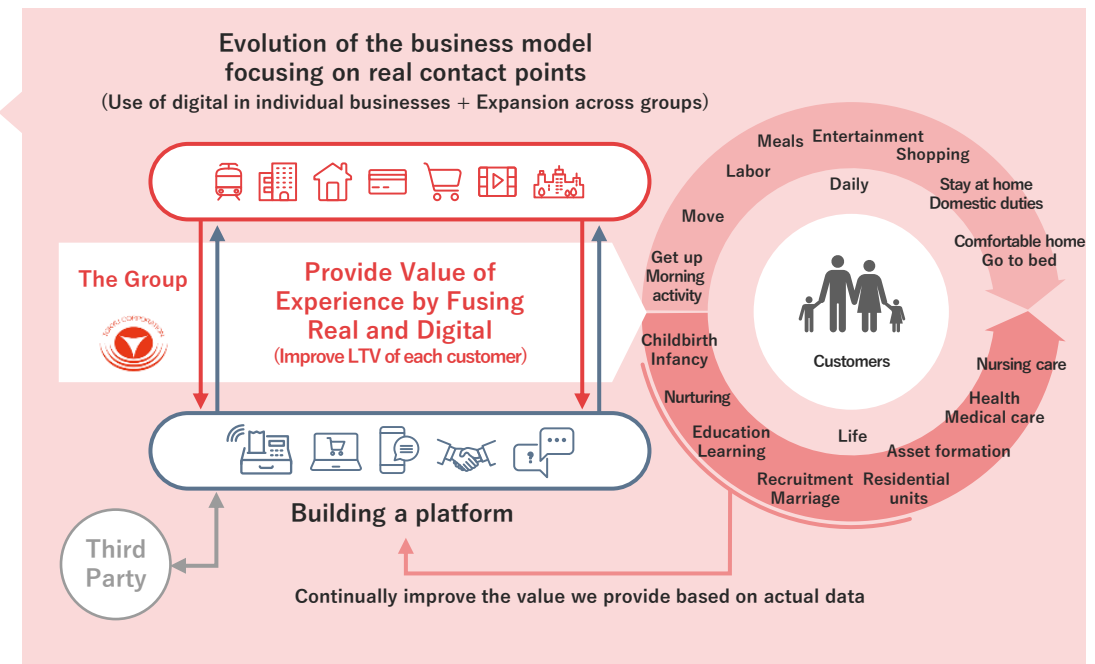 Evolution of the business model
focusing on real contact points
(Use of digital in individual businesses + Expansion across groups)
The Group
TOKYU CORPORATION
Provide Value of
Experience by Fusing
Real and Digital
(Improve LTV of each customer)
?
Building a platform
Third
Party
Continually improve the value we provide based on actual data
Daily
Get up
Morning
activity
Move
Labor
Meals
Entertainment
Shopping
Stay at home
Domestic duties
Comfortable home
Go to bed
Customers
Life
Childbirth
Infancy
Nurturing
Education
Learning
Recruitment
Marriage
Residential
units
Asset formation
Health
Medical care
Nursing care